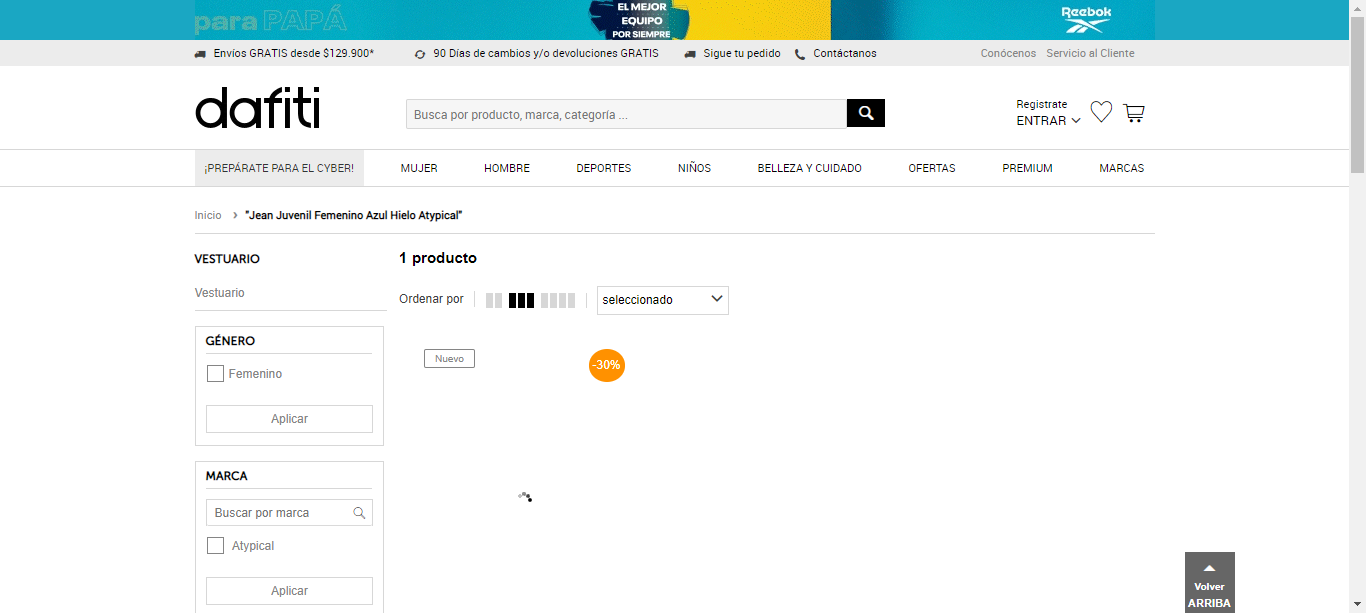 para PAPÁ
EL MEJOR
EQUIPO
POR SIEMPRE
Reebok
Envíos GRATIS desde $129.900*
90 Días de cambios y/o devoluciones GRATIS
Sigue tu pedido
Contáctanos
Conócenos
Servicio al Cliente
dafiti
Busca por producto, marca, categoría ...
Registrate
ENTRAR
¡PREPÁRATE PARA EL CYBER!
MUJER
HOMBRE
DEPORTES
NIÑOS
BELLEZA Y CUIDADO
OFERTAS
PREMIUM
MARCAS
Inicio › "Jean Juvenil Femenino Azul Hielo Atypical"
VESTUARIO
Vestuario
GÉNERO
Femenino
Aplicar
MARCA
Buscar por marca
Atypical
Aplicar
1 producto
Ordenar por
seleccionado
Nuevo
-30%
Volver
ARRIBA